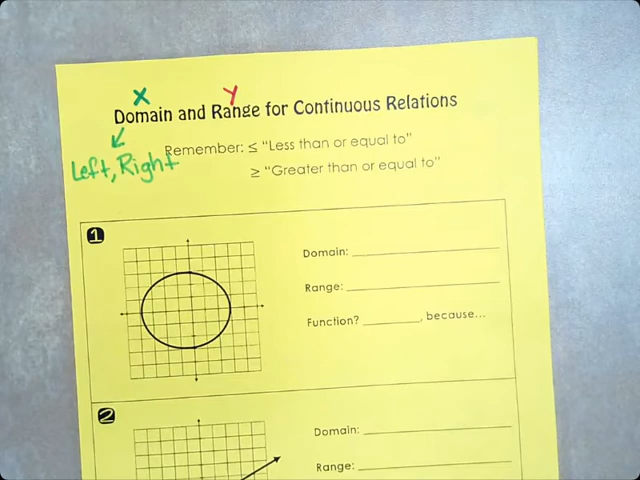 X Y
Domain and Range for Continuous Relations
Left, Right
Remember: ≤ "Less than or equal to"
≥ "Greater than or equal to"
1
Domain:
Range:
Function? ________, because...
2
Domain:
Range: